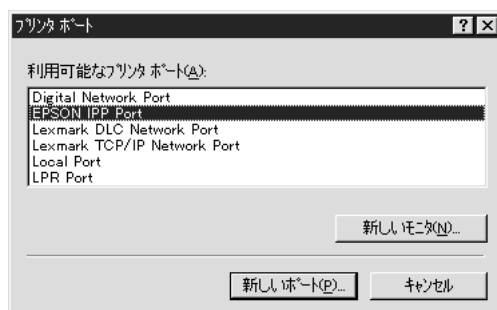 プリンタ ポート
利用可能なプリンタ ポート(A):
Digital Network Port
EPSON IPP Port
Lexmark DLC Network Port
Lexmark TCP/IP Network Port
Local Port
LPR Port
新しいモニタ(N)...
新しいポート(P)...
キャンセル